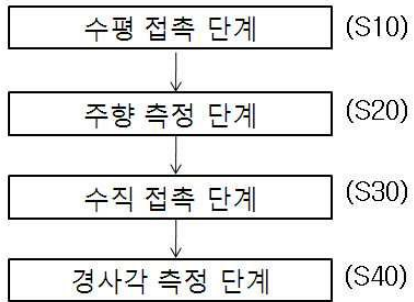 수평 접촉 단계 (S10)
주향 측정 단계 (S20)
수직 접촉 단계 (S30)
경사각 측정 단계 (S40)